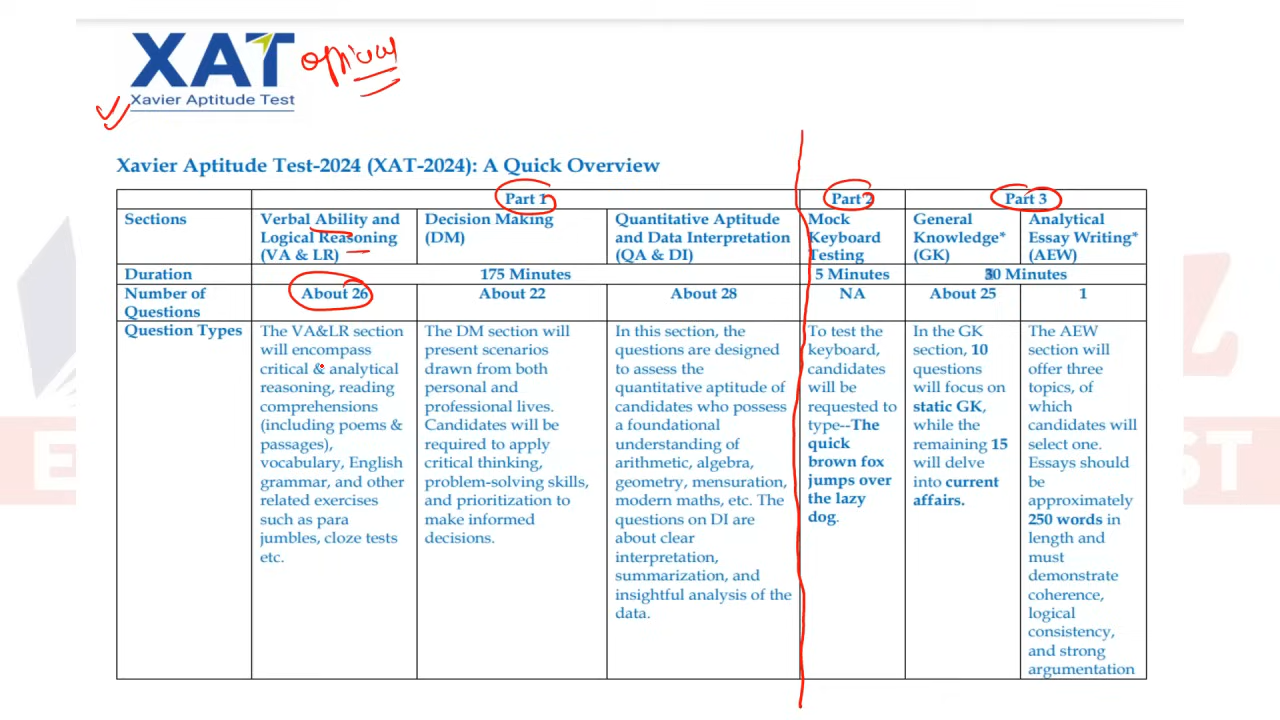 XAT
Official
Xavier Aptitude Test
Xavier Aptitude Test-2024 (XAT-2024): A Quick Overview
Part 1
Part 2
Part 3
Sections
Verbal Ability and
Logical Reasoning
(VA & LR)
Decision Making
(DM)
Quantitative Aptitude
and Data Interpretation
(QA & DI)
Mock
Keyboard
Testing
General
Knowledge*
(GK)
Analytical
Essay Writing*
(AEW)
Duration
175 Minutes
5 Minutes
30 Minutes
Number of
Questions
About 26
About 22
About 28
NA
About 25
1
Question Types
The VA&LR section
will encompass
critical & analytical
reasoning, reading
comprehensions
(including poems &
passages),
vocabulary, English
grammar, and other
related exercises
such as para
jumbles, cloze tests
etc.
The DM section will
present scenarios
drawn from both
personal and
professional lives.
Candidates will be
required to apply
critical thinking,
problem-solving skills,
and prioritization to
make informed
decisions.
In this section, the
questions are designed
to assess the
quantitative aptitude of
candidates who possess
a foundational
understanding of
arithmetic, algebra,
geometry, mensuration,
modern maths, etc. The
questions on DI are
about clear
interpretation,
summarization, and
insightful analysis of the
data.
To test the
keyboard,
candidates
will be
requested to
type--The
quick
brown fox
jumps over
the lazy
dog.
In the GK
section, 10
questions
will focus on
static GK,
while the
remaining 15
will delve
into current
affairs.
The AEW
section will
offer three
topics, of
which
candidates will
select one.
Essays should
be
approximately
250 words in
length and
must
demonstrate
coherence,
logical
consistency,
and strong
argumentation